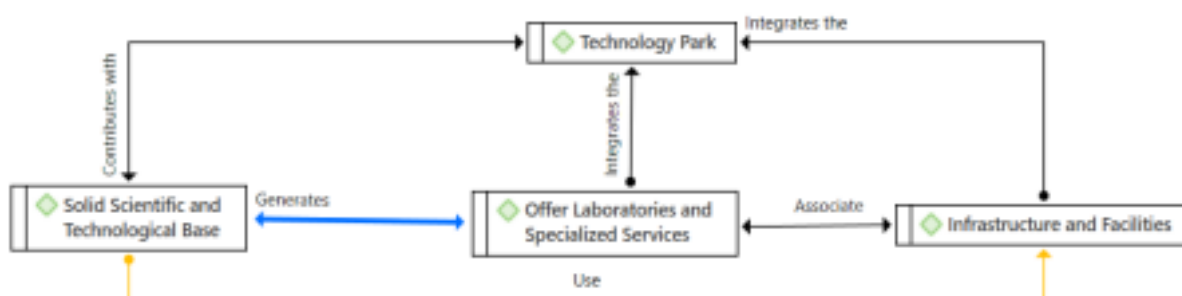 Integrates the
Technology Park
Contributes with
Integrates the
Solid Scientific and
Technological Base
Generates
Offer Laboratories and
Specialized Services
Associate
Infrastructure and Facilities
Use